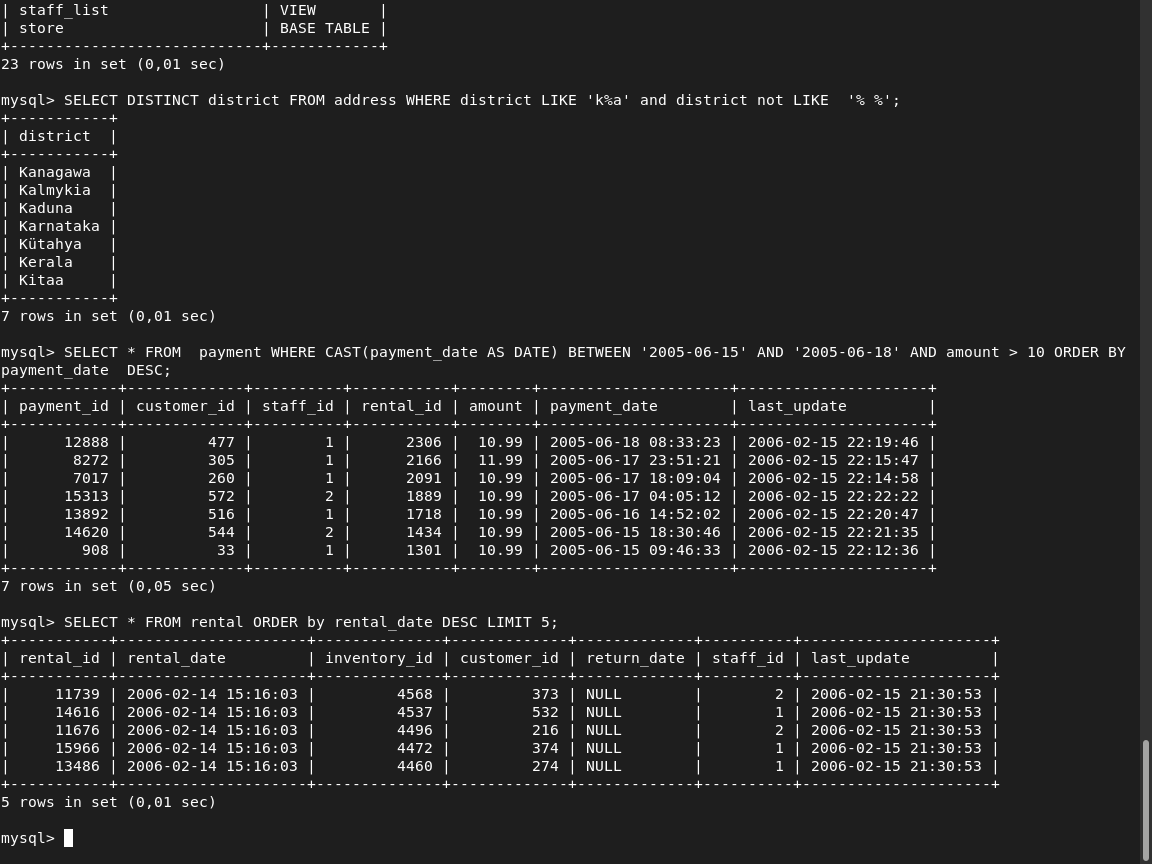 | staff_list                 | VIEW       |
| store                      | BASE TABLE |
+----------------------------+------------+
23 rows in set (0,01 sec)

mysql> SELECT DISTINCT district FROM address WHERE district LIKE 'k%a' and district not LIKE  '% %';
+-----------+
| district  |
+-----------+
| Kanagawa  |
| Kalmykia  |
| Kaduna    |
| Karnataka |
| Kütahya   |
| Kerala    |
| Kitaa     |
+-----------+
7 rows in set (0,01 sec)

mysql> SELECT * FROM  payment WHERE CAST(payment_date AS DATE) BETWEEN '2005-06-15' AND '2005-06-18' AND amount > 10 ORDER BY
payment_date  DESC;
+------------+-------------+----------+-----------+--------+---------------------+---------------------+
| payment_id | customer_id | staff_id | rental_id | amount | payment_date        | last_update         |
+------------+-------------+----------+-----------+--------+---------------------+---------------------+
|      12888 |         477 |        1 |      2306 |  10.99 | 2005-06-18 08:33:23 | 2006-02-15 22:19:46 |
|       8272 |         305 |        1 |      2166 |  11.99 | 2005-06-17 23:51:21 | 2006-02-15 22:15:47 |
|       7017 |         260 |        1 |      2091 |  10.99 | 2005-06-17 18:09:04 | 2006-02-15 22:14:58 |
|      15313 |         572 |        2 |      1889 |  10.99 | 2005-06-17 04:05:12 | 2006-02-15 22:22:22 |
|      13892 |         516 |        1 |      1718 |  10.99 | 2005-06-16 14:52:02 | 2006-02-15 22:20:47 |
|      14620 |         544 |        2 |      1434 |  10.99 | 2005-06-15 18:30:46 | 2006-02-15 22:21:35 |
|        908 |          33 |        1 |      1301 |  10.99 | 2005-06-15 09:46:33 | 2006-02-15 22:12:36 |
+------------+-------------+----------+-----------+--------+---------------------+---------------------+
7 rows in set (0,05 sec)

mysql> SELECT * FROM rental ORDER by rental_date DESC LIMIT 5;
+-----------+---------------------+--------------+-------------+-------------+----------+---------------------+
| rental_id | rental_date         | inventory_id | customer_id | return_date | staff_id | last_update         |
+-----------+---------------------+--------------+-------------+-------------+----------+---------------------+
|     11739 | 2006-02-14 15:16:03 |         4568 |         373 | NULL        |        2 | 2006-02-15 21:30:53 |
|     14616 | 2006-02-14 15:16:03 |         4537 |         532 | NULL        |        1 | 2006-02-15 21:30:53 |
|     11676 | 2006-02-14 15:16:03 |         4496 |         216 | NULL        |        2 | 2006-02-15 21:30:53 |
|     15966 | 2006-02-14 15:16:03 |         4472 |         374 | NULL        |        1 | 2006-02-15 21:30:53 |
|     13486 | 2006-02-14 15:16:03 |         4460 |         274 | NULL        |        1 | 2006-02-15 21:30:53 |
+-----------+---------------------+--------------+-------------+-------------+----------+---------------------+
5 rows in set (0,01 sec)

mysql>